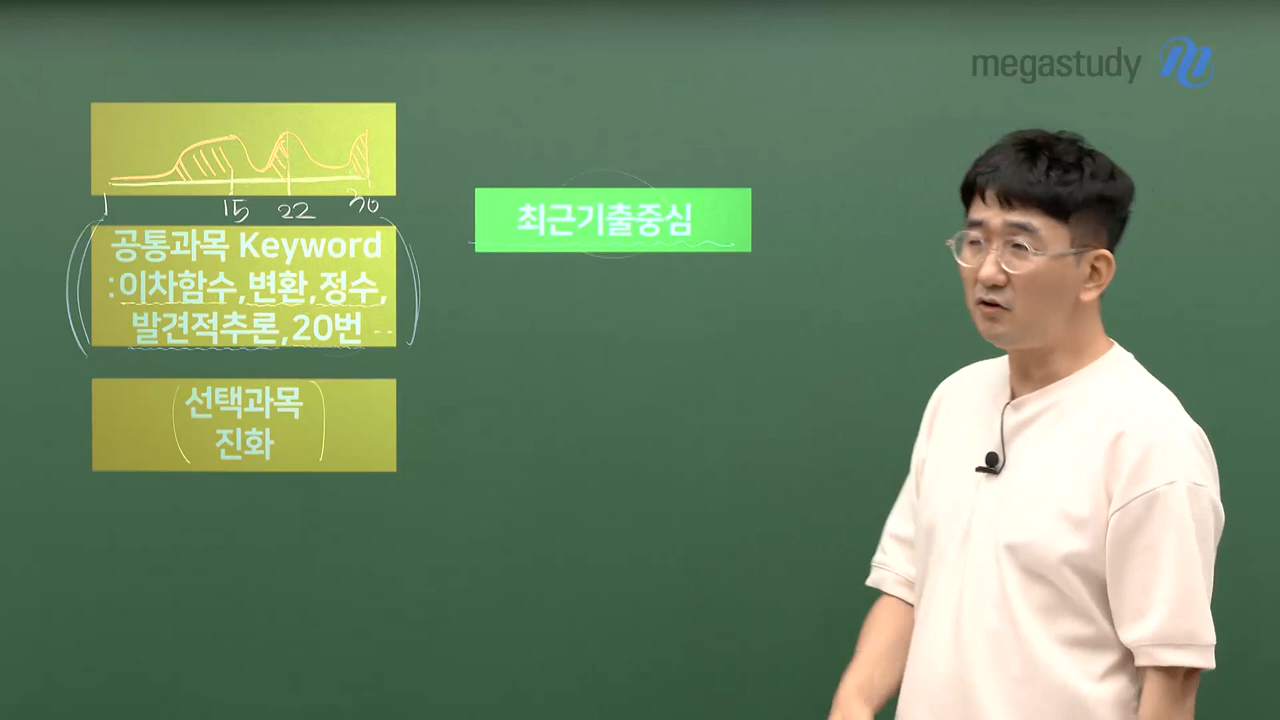 megastudy
1 15 22 30
공통과목 Keyword
:이차함수,변환,정수,
발견적추론,20번
선택과목
진화
최근기출중심